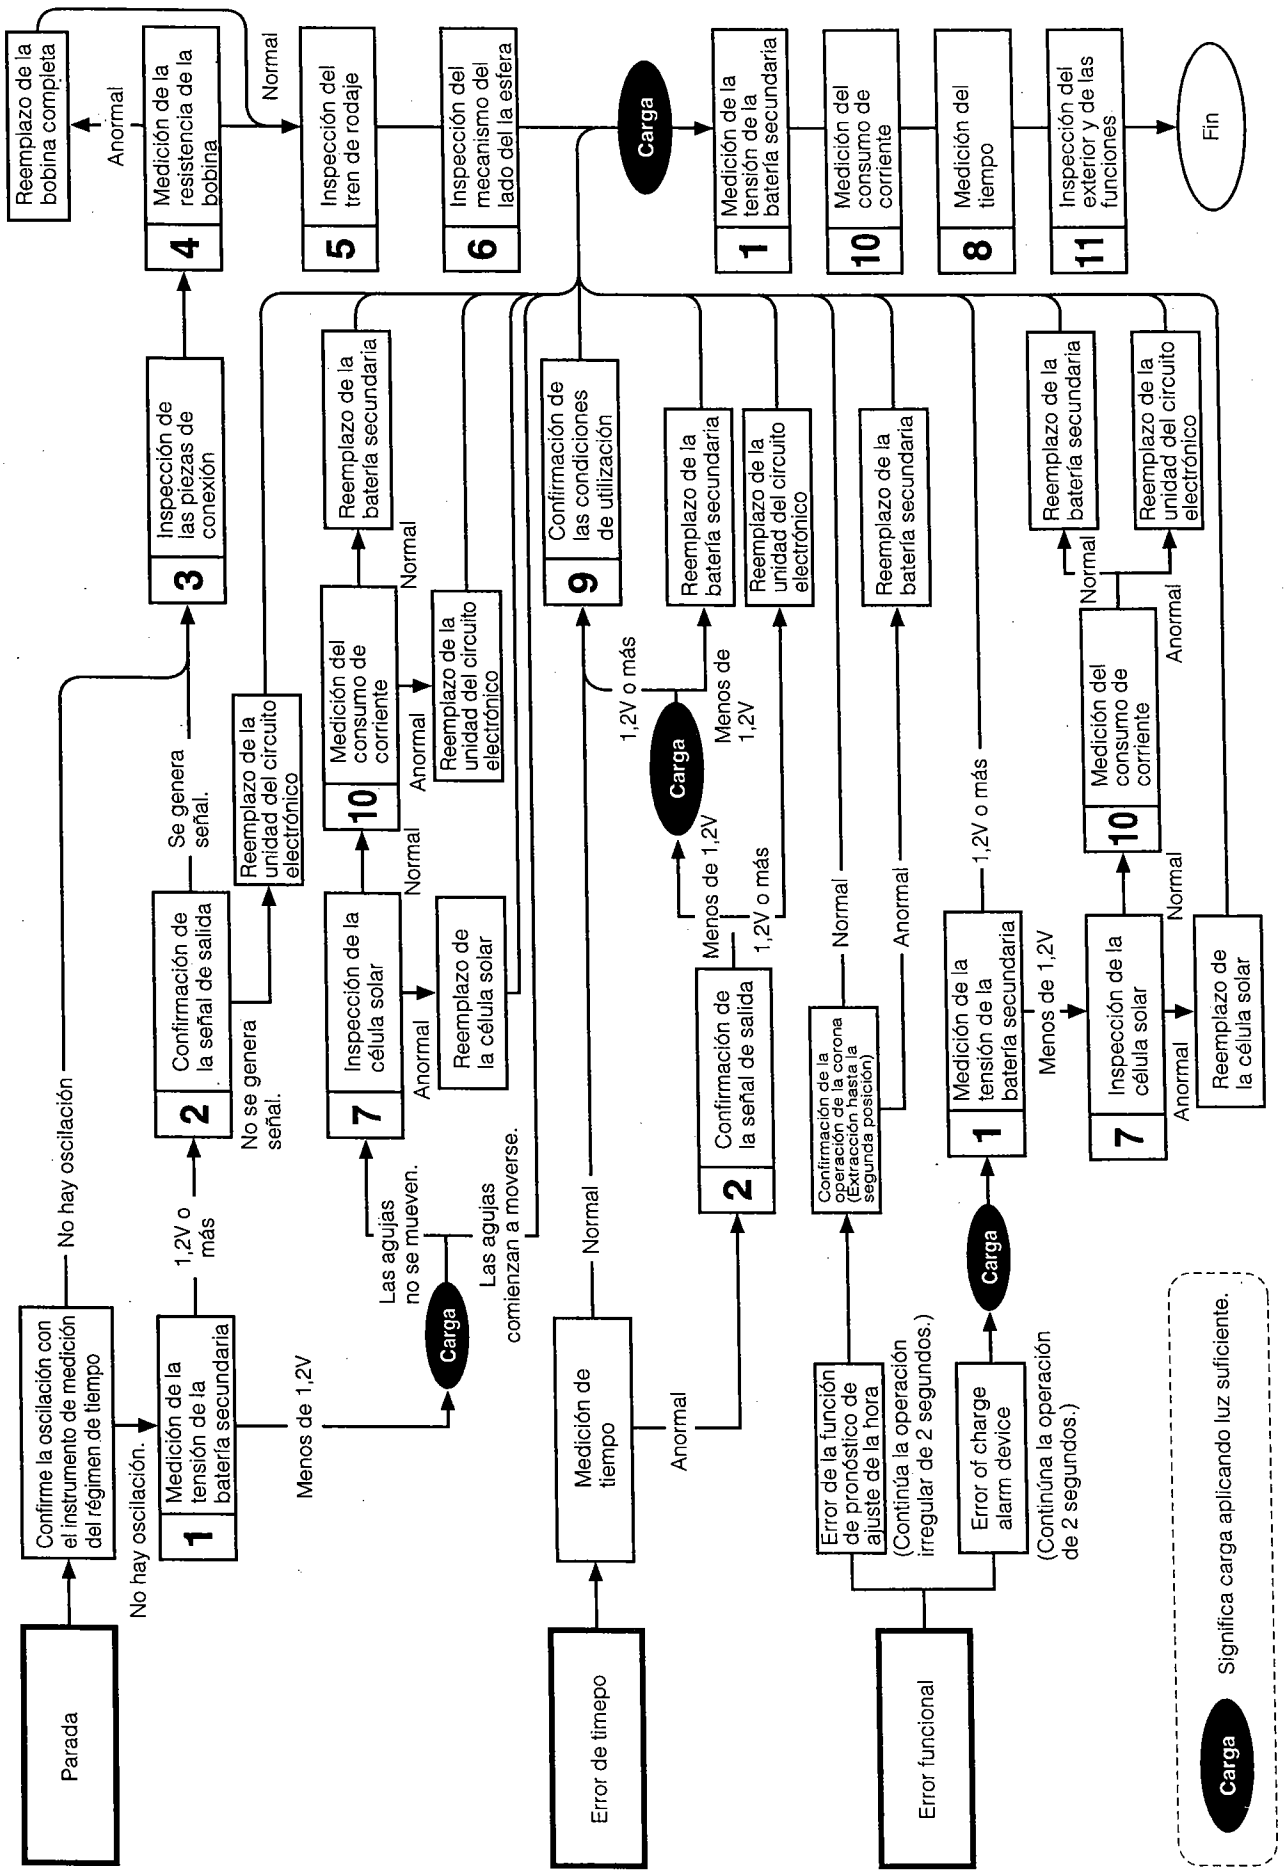 Parada
Confirme la oscilación con
el instrumento de medición
del régimen de tiempo
No hay oscilación
No hay oscilación.
1
Medición de la
tensión de la
batería secundaria
1,2V o
más
Menos de 1,2V
2
Confirmación de
la señal de salida
Se genera
señal.
No se genera
señal.
Reemplazo de la
unidad del circuito
electrónico
3
Inspección de
las piezas de
conexión
4
Medición de la
resistencia de la
bobina
Anormal
Reemplazo de la
bobina completa
Normal
5
Inspección del
tren de rodaje
6
Inspección del
mecanismo del
lado del la esfera
Carga
Las agujas
no se mueven.
Las agujas
comienzan a moverse.
7
Inspección de la
célula solar
Normal
Anormal
Reemplazo de
la célula solar
10
Medición del
consumo de
corriente
Normal
Anormal
Reemplazo de la
batería secundaria
Reemplazo de la
unidad del circuito
electrónico
Error de timepo
Medición de
tiempo
Normal
Anormal
2
Confirmación de
la señal de salida
Menos de 1,2V
1,2V o más
Carga
1,2V o más
Menos de
1,2V
9
Confirmación de
las condiciones
de utilización
Reemplazo de la
batería secundaria
Reemplazo de la
unidad del circuito
electrónico
Error funcional
Error de la función
de pronóstico de
ajuste de la hora
(Continúa la operación
irregular de 2 segundos.)
Confirmación de la
operación de la corona
(Extracción hasta la
segunda posición)
Normal
Anormal
Reemplazo de la
batería secundaria
Error of charge
alarm device
(Continúna la operación
de 2 segundos.)
Carga
1
Medición de la
tensión de la
batería secundaria
1,2V o más
Menos de 1,2V
7
Inspección de la
célula solar
Normal
Anormal
Reemplazo de
la célula solar
10
Medición del
consumo de
corriente
Normal
Anormal
Reemplazo de la
batería secundaria
Reemplazo de la
unidad del circuito
electrónico
Carga
1
Medición de la
tensión de la
batería secundaria
10
Medición del
consumo de
corriente
8
Medición del
tiempo
11
Inspección del
exterior y de las
funciones
Fin
Carga
Significa carga aplicando luz suficiente.